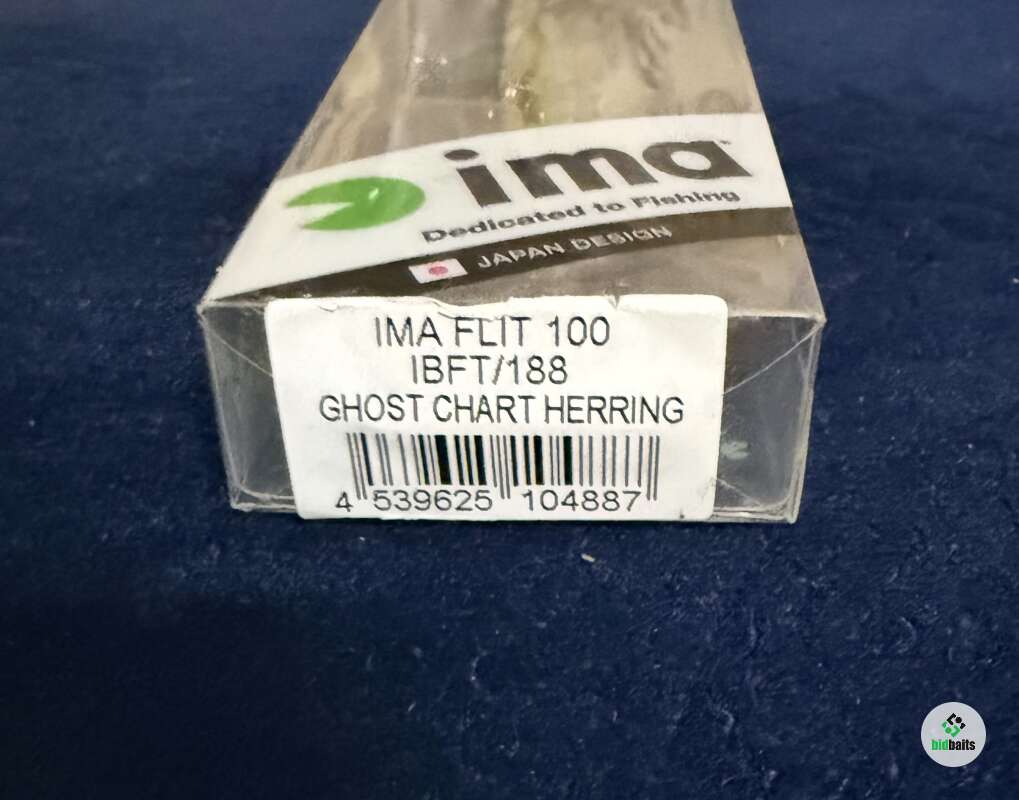 ima
Dedicated to Fishing
JAPAN DESIGN
IMA FLIT 100
IBFT/188
GHOST CHART HERRING
4 539625 104887
bidbaits